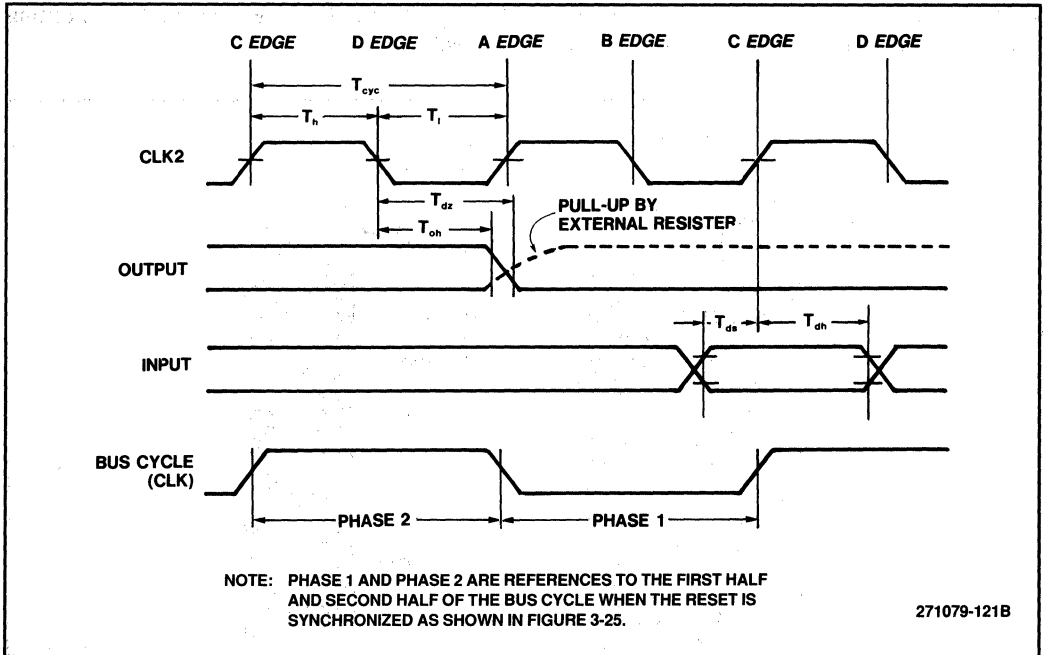 C EDGE D EDGE A EDGE B EDGE C EDGE D EDGE
Tcyc
Th Tl
CLK2
Tdz
Toh
PULL-UP BY
EXTERNAL RESISTER
OUTPUT
Tds Tdh
INPUT
BUS CYCLE
(CLK)
PHASE 2 PHASE 1
NOTE: PHASE 1 AND PHASE 2 ARE REFERENCES TO THE FIRST HALF
AND SECOND HALF OF THE BUS CYCLE WHEN THE RESET IS
SYNCHRONIZED AS SHOWN IN FIGURE 3-25.
271079-121B